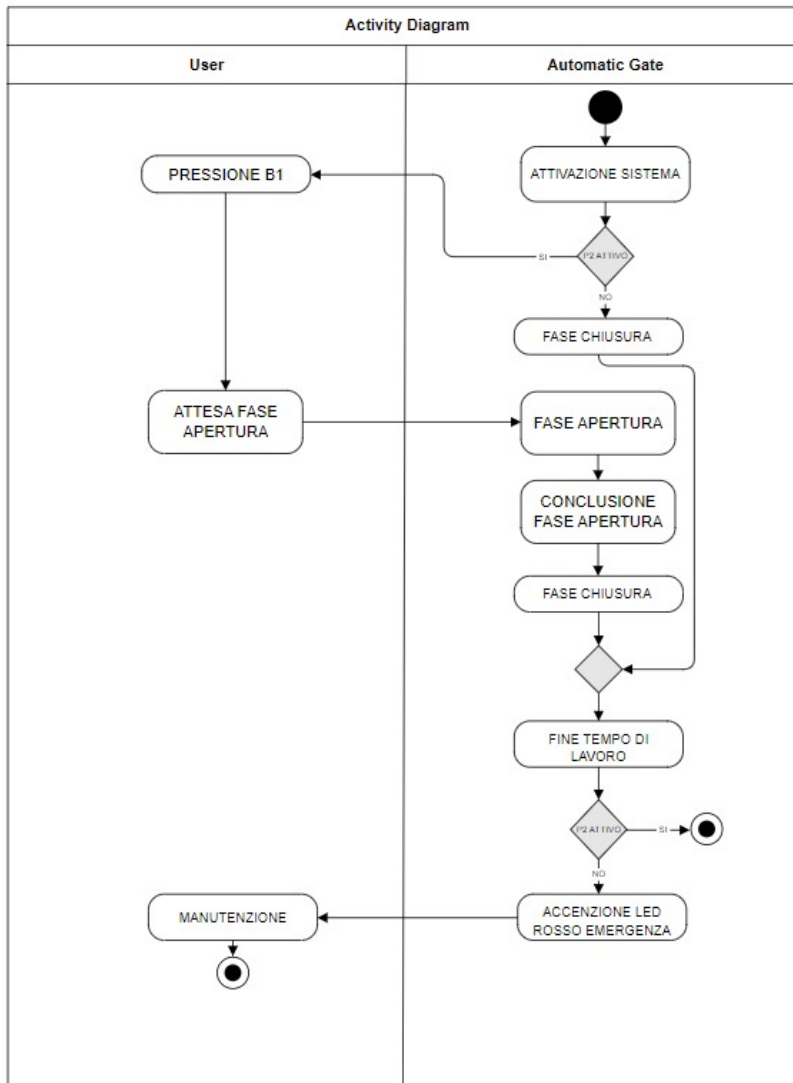 Activity Diagram
User
Automatic Gate
ATTIVAZIONE SISTEMA
PRESSIONE B1
P2 ATTIVO
SI
NO
FASE CHIUSURA
ATTESA FASE
APERTURA
FASE APERTURA
CONCLUSIONE
FASE APERTURA
FASE CHIUSURA
FINE TEMPO DI
LAVORO
P2 ATTIVO
SI
NO
MANUTENZIONE
ACCENZIONE LED
ROSSO EMERGENZA